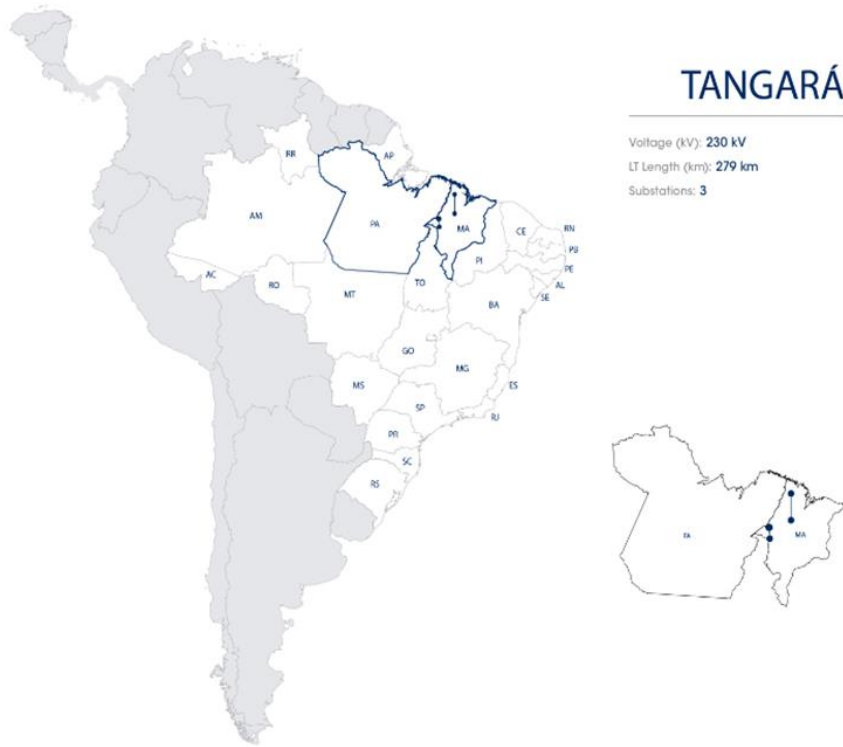 TANGARÁ
Voltage (kV): 230 kV
LT Length (km): 279 km
Substations: 3
RR
AP
AM
PA
MA
CE
RN
PB
PI
PE
AL
SE
AC
RO
TO
MT
BA
GO
MG
MS
ES
SP
RJ
PR
SC
RS
PA
MA